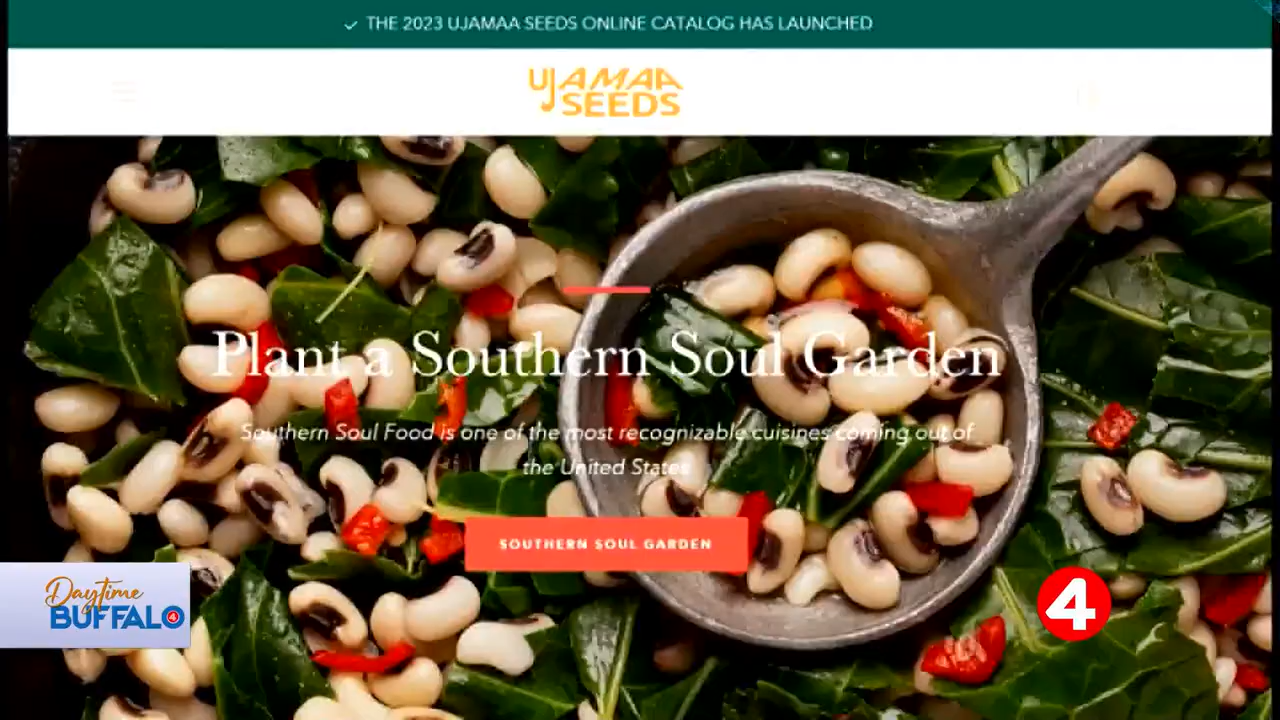 THE 2023 UJAMAA SEEDS ONLINE CATALOG HAS LAUNCHED
UJAMAA
SEEDS
Plant a Southern Soul Garden
Southern Soul Food is one of the most recognizable cuisines coming out of
the United States
SOUTHERN SOUL GARDEN
Daytime
BUFFALO 4
4